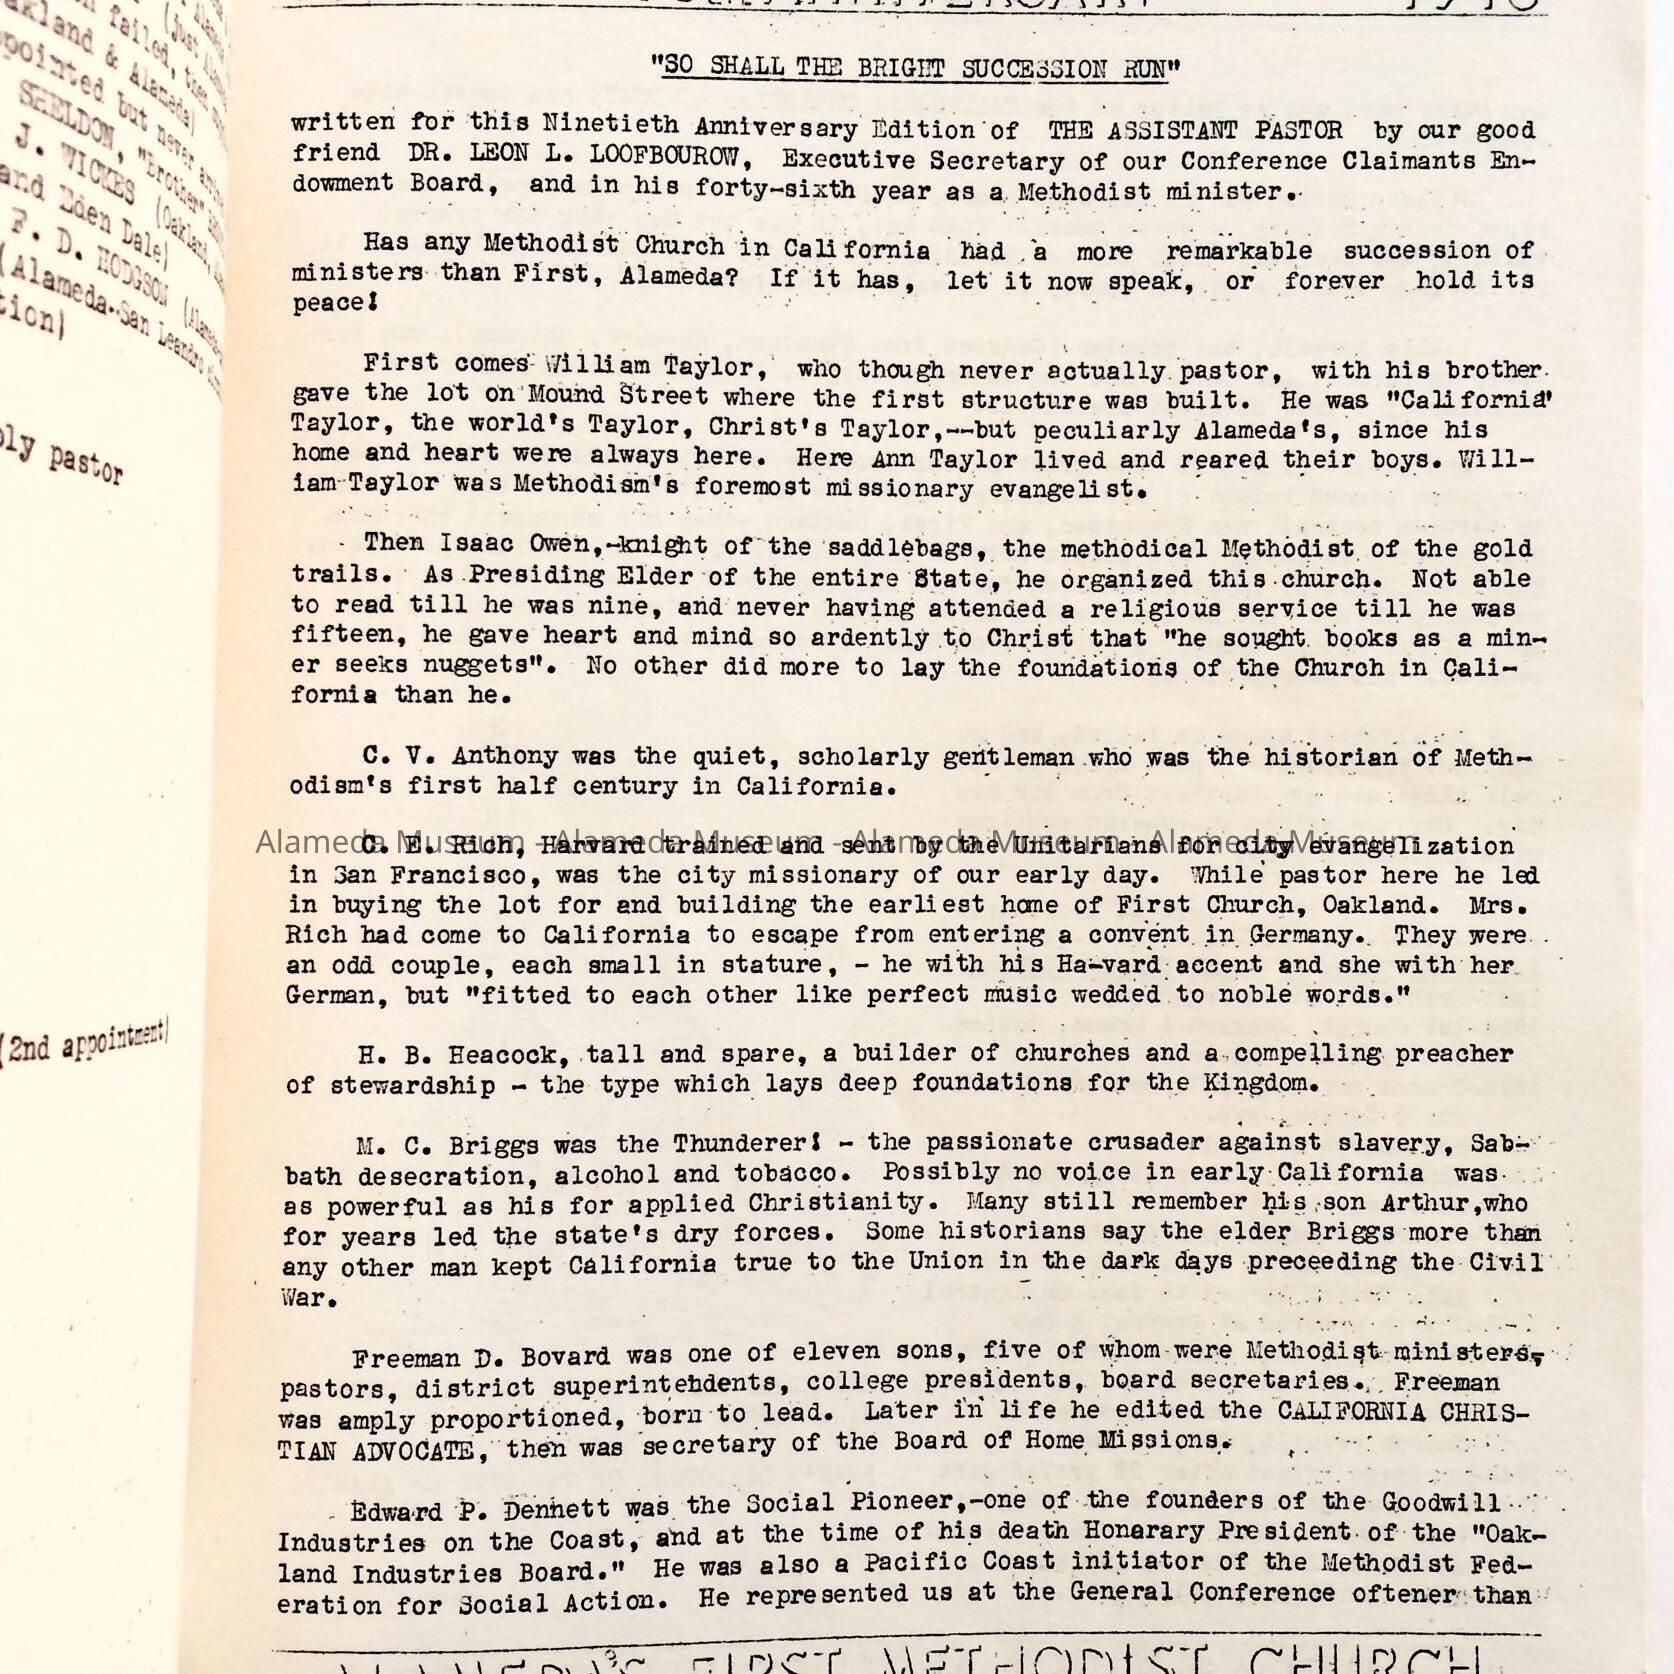 "SO SHALL THE BRIGHT SUCCESSION RUN"
written for this Ninetieth Anniversary Edition of THE ASSISTANT PASTOR by our good
friend DR. LEON L. LOOFBOUROW, Executive Secretary of our Conference Claimants En-
dowment Board, and in his forty-sixth year as a Methodist minister.
Has any Methodist Church in California had a more remarkable succession of
ministers than First, Alameda? If it has, let it now speak, or forever hold its
peace!
First comes William Taylor, who though never actually pastor, with his brother
gave the lot on Mound Street where the first structure was built. He was "California"
Taylor, the world's Taylor, Christ's Taylor,--but peculiarly Alameda's, since his
home and heart were always here. Here Ann Taylor lived and reared their boys. Will-
iam Taylor was Methodism's foremost missionary evangelist.
Then Isaac Owen,-knight of the saddlebags, the methodical Methodist of the gold
trails. As Presiding Elder of the entire State, he organized this church. Not able
to read till he was nine, and never having attended a religious service till he was
fifteen, he gave heart and mind so ardently to Christ that "he sought books as a min-
er seeks nuggets". No other did more to lay the foundations of the Church in Cali-
fornia than he.
C. V. Anthony was the quiet, scholarly gentleman who was the historian of Meth-
odism's first half century in California.
Alameda Museum - Alameda Museum - Alameda Museum - Alameda Museum
C. E. Rich, Harvard trained and sent by the Unitarians for city evangelization
in San Francisco, was the city missionary of our early day. While pastor here he led
in buying the lot for and building the earliest home of First Church, Oakland. Mrs.
Rich had come to California to escape from entering a convent in Germany. They were
an odd couple, each small in stature, - he with his Ha-vard accent and she with her
German, but "fitted to each other like perfect music wedded to noble words."
H. B. Heacock, tall and spare, a builder of churches and a compelling preacher
of stewardship - the type which lays deep foundations for the Kingdom.
M. C. Briggs was the Thunderer! - the passionate crusader against slavery, Sab-
bath desecration, alcohol and tobacco. Possibly no voice in early California was
as powerful as his for applied Christianity. Many still remember his son Arthur,who
for years led the state's dry forces. Some historians say the elder Briggs more than
any other man kept California true to the Union in the dark days preceeding the Civil
War.
Freeman D. Bovard was one of eleven sons, five of whom were Methodist ministers,
pastors, district superintendents, college presidents, board secretaries. Freeman
was amply proportioned, born to lead. Later in life he edited the CALIFORNIA CHRIS-
TIAN ADVOCATE, then was secretary of the Board of Home Missions.
Edward P. Dennett was the Social Pioneer,-one of the founders of the Goodwill
Industries on the Coast, and at the time of his death Honarary President of the "Oak-
land Industries Board." He was also a Pacific Coast initiator of the Methodist Fed-
eration for Social Action. He represented us at the General Conference oftener than
ALAMEDA'S FIRST METHODIST CHURCH
failed, then
(just
akland & Alameda)
ppointed but never
SHELDON, "Brother"
J. WICKES (Oakland,
and Eden Dale)
F. D. HODGSON
(Alameda-San Leandro
tion)
pastor
(2nd appointment)